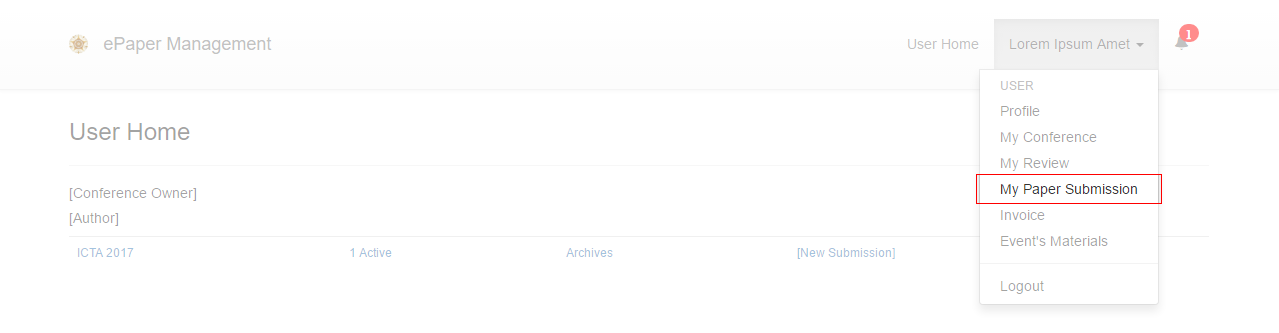 ePaper Management
User Home
Lorem Ipsum Amet
1
USER
Profile
My Conference
My Review
My Paper Submission
Invoice
Event's Materials
Logout
User Home
[Conference Owner]
[Author]
ICTA 2017 1 Active Archives [New Submission]